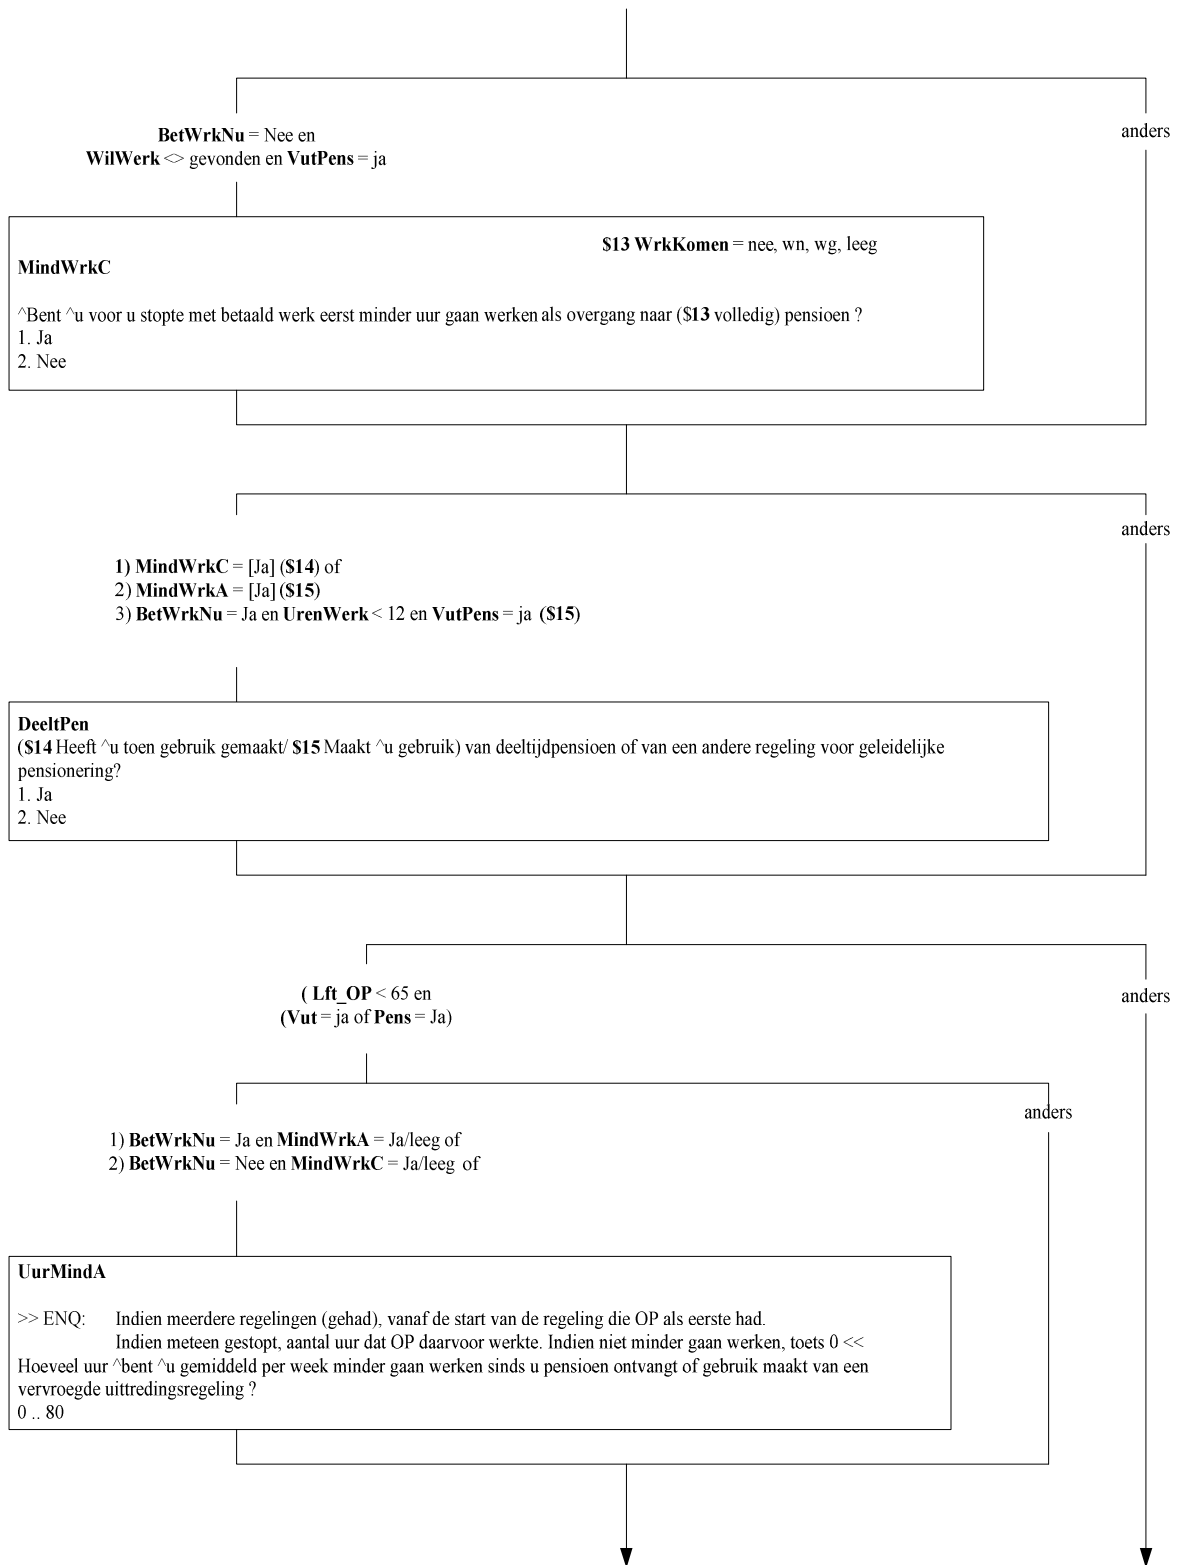 BetWrkNu = Nee en
WilWerk <> gevonden en VutPens = ja
anders
$13 WrkKomen = nee, wn, wg, leeg
MindWrkC
^Bent ^u voor u stopte met betaald werk eerst minder uur gaan werken als overgang naar ($13 volledig) pensioen ?
1. Ja
2. Nee
anders
1) MindWrkC = [Ja] ($14) of
2) MindWrkA = [Ja] ($15)
3) BetWrkNu = Ja en UrenWerk < 12 en VutPens = ja ($15)
DeeltPen
($14 Heeft ^u toen gebruik gemaakt/ $15 Maakt ^u gebruik) van deeltijdpensioen of van een andere regeling voor geleidelijke
pensionering?
1. Ja
2. Nee
( Lft_OP < 65 en
(Vut = ja of Pens = Ja)
anders
anders
1) BetWrkNu = Ja en MindWrkA = Ja/leeg of
2) BetWrkNu = Nee en MindWrkC = Ja/leeg of
UurMindA
>> ENQ: Indien meerdere regelingen (gehad), vanaf de start van de regeling die OP als eerste had.
Indien meteen gestopt, aantal uur dat OP daarvoor werkte. Indien niet minder gaan werken, toets 0 <<
Hoeveel uur ^bent ^u gemiddeld per week minder gaan werken sinds u pensioen ontvangt of gebruik maakt van een
vervroegde uittredingsregeling ?
0 .. 80